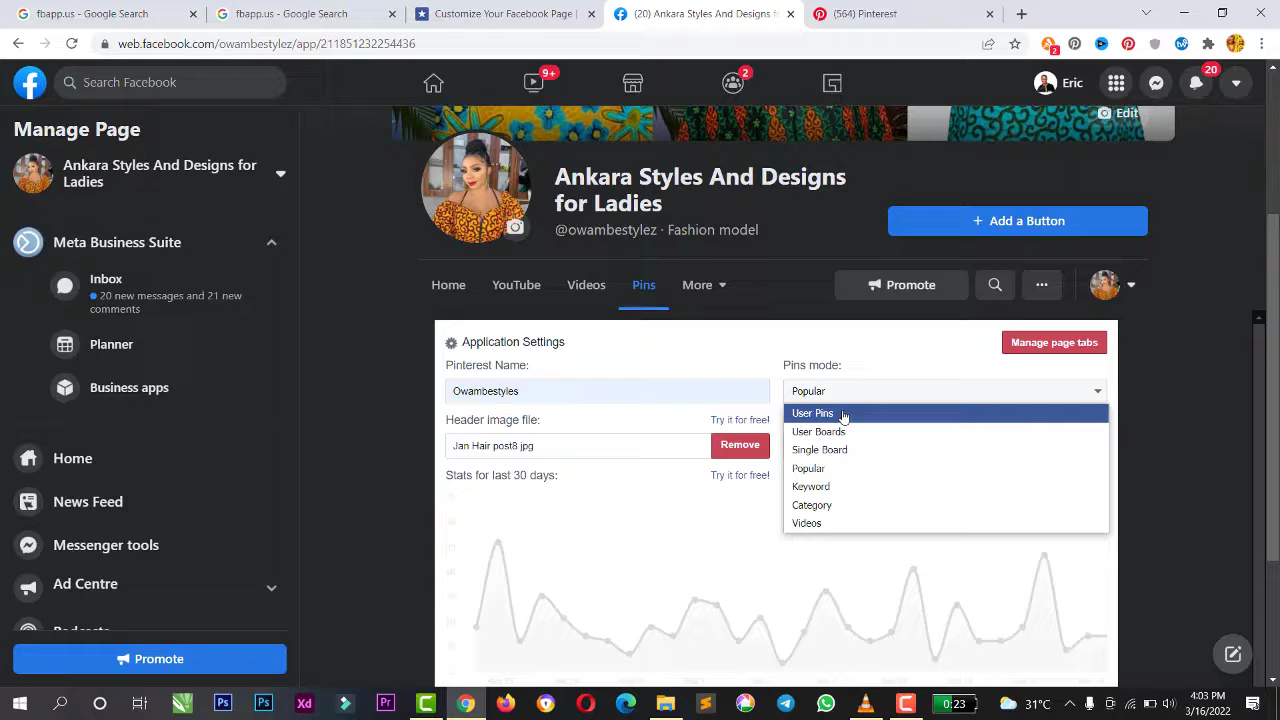 fbapp.us - Google Search
fbapp.us - Google Search
Customize Your Facebook Page |
(20) Ankara Styles And Designs f
(564) Pinterest
web.facebook.com/owambestylez/app/211851232254436
2
Search Facebook
9+
2
Eric
20
Manage Page
Ankara Styles And Designs for
Ladies
Meta Business Suite
Inbox
20 new messages and 21 new
comments
Planner
Business apps
Home
News Feed
Messenger tools
Ad Centre
Promote
Edit
Ankara Styles And Designs
for Ladies
@owambestylez · Fashion model
+ Add a Button
Home
YouTube
Videos
Pins
More
Promote
Application Settings
Manage page tabs
Pinterest Name:
Pins mode:
Owambestyles
Popular
Header image file:
Try it for free!
Jan Hair post8 jpg
Remove
Stats for last 30 days:
Try it for free!
User Pins
User Boards
Single Board
Popular
Keyword
Category
Videos
0:23
31°C
4:03 PM
3/16/2022